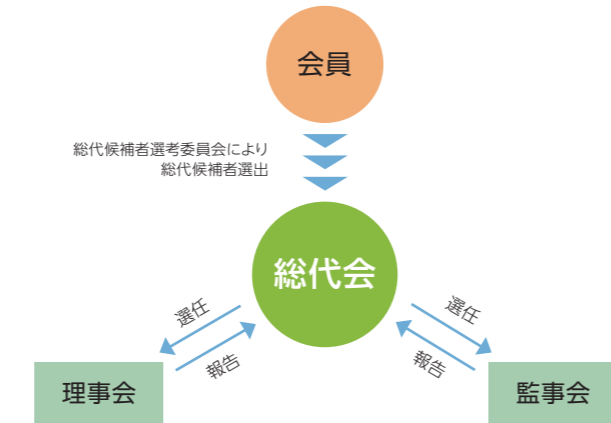 会員
総代候補者選考委員会により
総代候補者選出
総代会
選任
報告
選任
報告
理事会
監事会